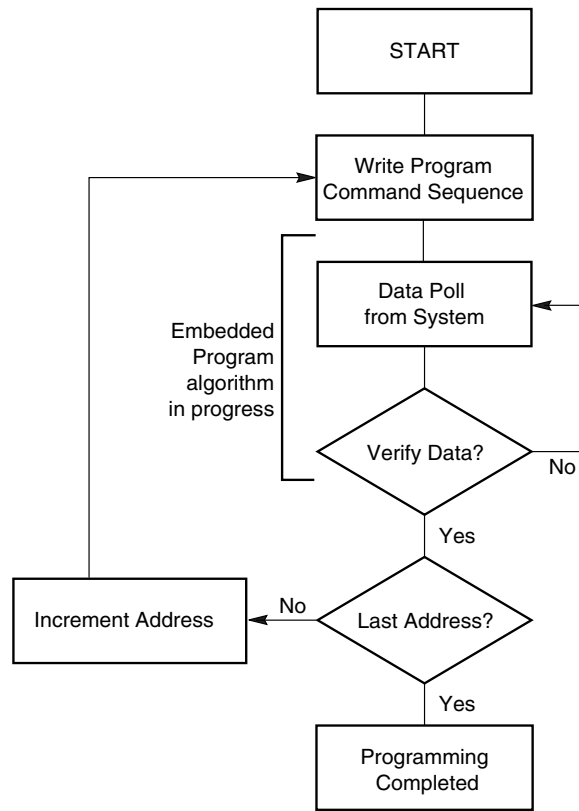 START
Write Program
Command Sequence
Data Poll
from System
Embedded
Program
algorithm
in progress
Verify Data?
No
Yes
Increment Address
No
Last Address?
Yes
Programming
Completed